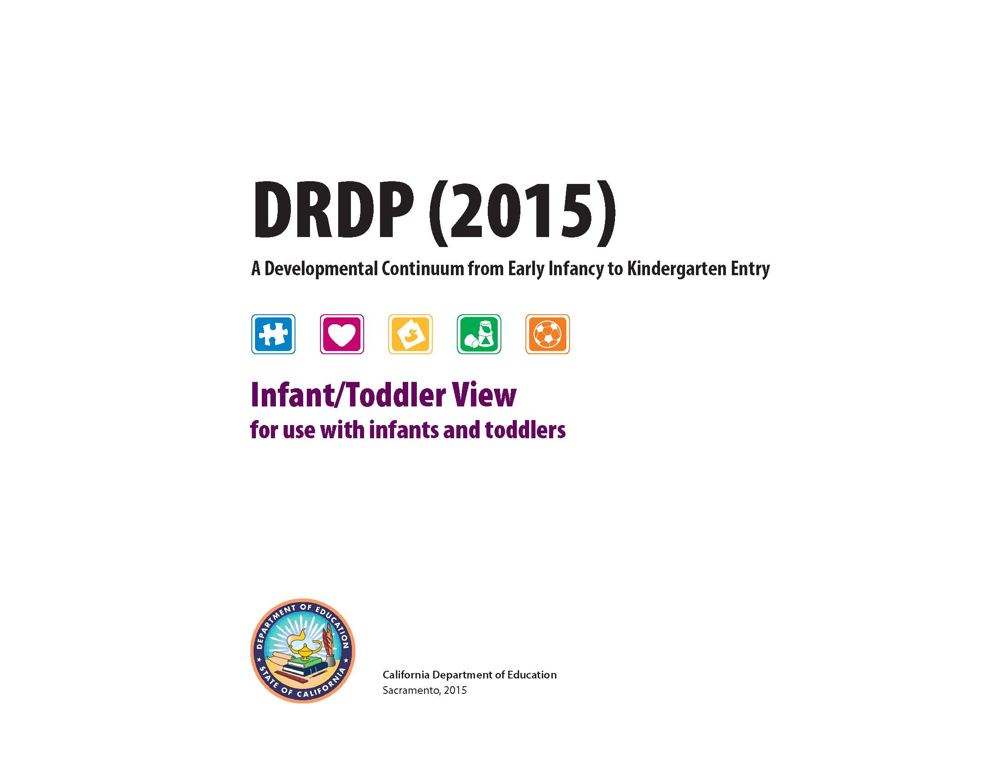 DRDP (2015)
A Developmental Continuum from Early Infancy to Kindergarten Entry
Infant/Toddler View
for use with infants and toddlers
DEPARTMENT OF EDUCATION
STATE OF CALIFORNIA
California Department of Education
Sacramento, 2015